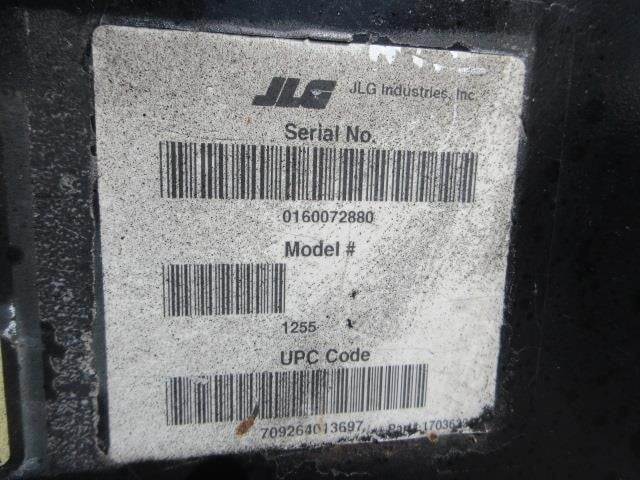 JLG JLG Industries, Inc.
Serial No.
0160072880
Model #
1255
UPC Code
709264013697